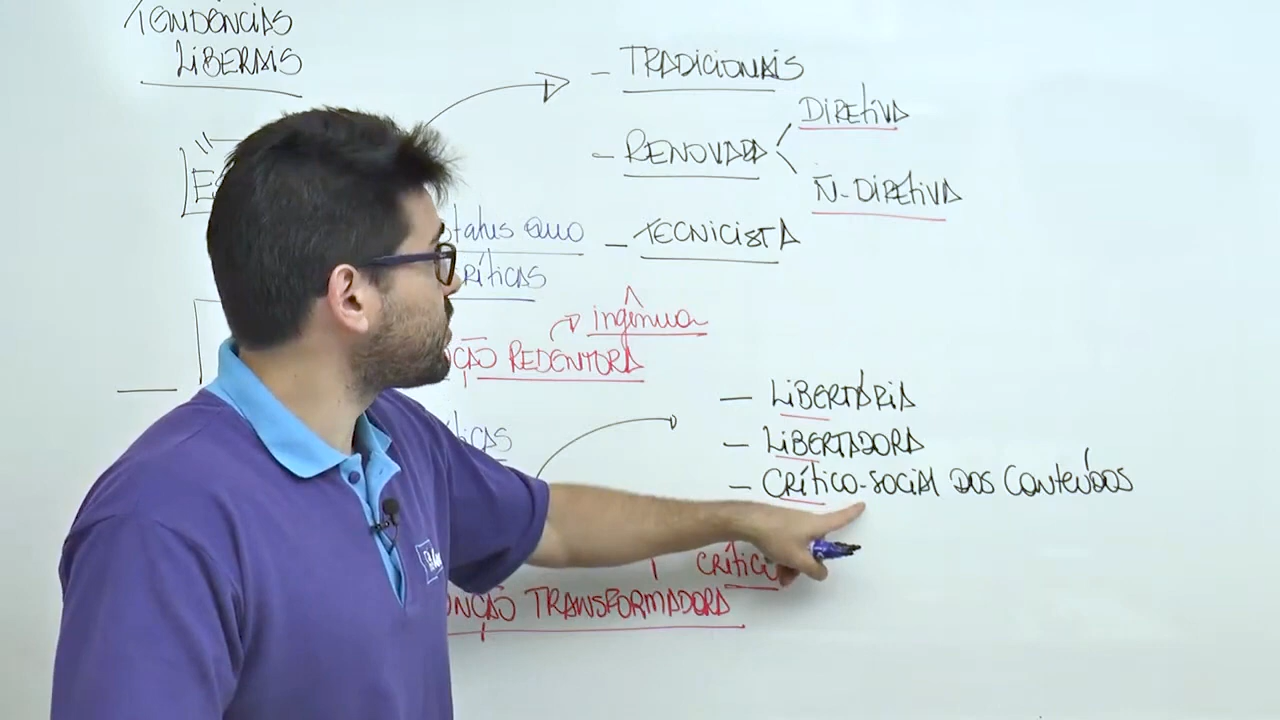 TENDÊNCIAS
LIBERAIS
- TRADICIONAIS
- RENOVADA
DIRETIVA
Ñ-DIRETIVA
status quo
- TECNICISTA
ingênua
REDENTORA
- LIBERTÁRIA
- LIBERTADORA
- CRÍTICO-SOCIAL DOS CONTEÚDOS
TRANSFORMADORA